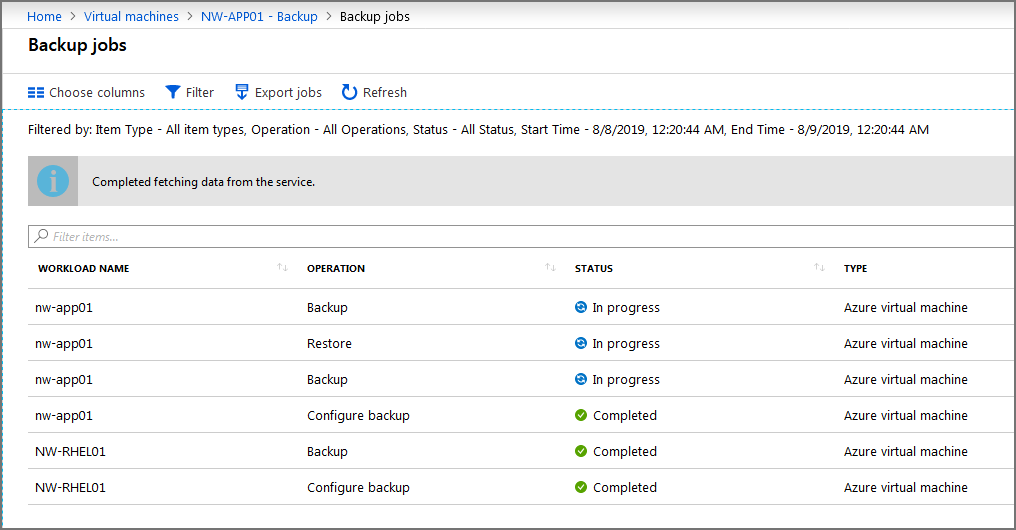 Home > Virtual machines > NW-APP01 - Backup > Backup jobs
Backup jobs
Choose columns Filter Export jobs Refresh
Filtered by: Item Type - All item types, Operation - All Operations, Status - All Status, Start Time - 8/8/2019, 12:20:44 AM, End Time - 8/9/2019, 12:20:44 AM
Completed fetching data from the service.
Filter items...
WORKLOAD NAME OPERATION STATUS TYPE
nw-app01 Backup In progress Azure virtual machine
nw-app01 Restore In progress Azure virtual machine
nw-app01 Backup In progress Azure virtual machine
nw-app01 Configure backup Completed Azure virtual machine
NW-RHEL01 Backup Completed Azure virtual machine
NW-RHEL01 Configure backup Completed Azure virtual machine